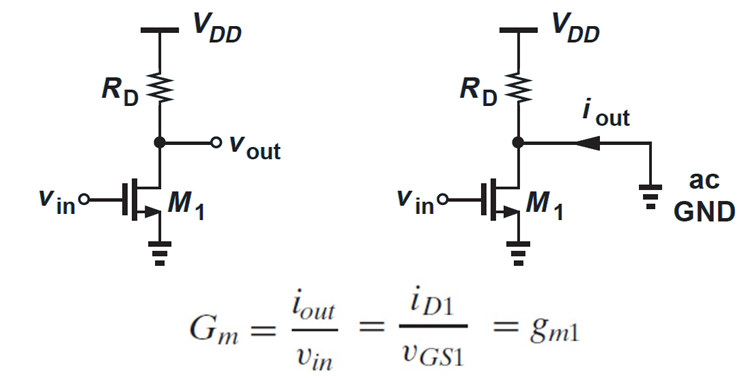 V_DD V_DD
R_D R_D
i_out
v_out
ac
GND
v_in M_1 v_in M_1
G_m = i_out / v_in = i_D1 / v_GS1 = g_m1